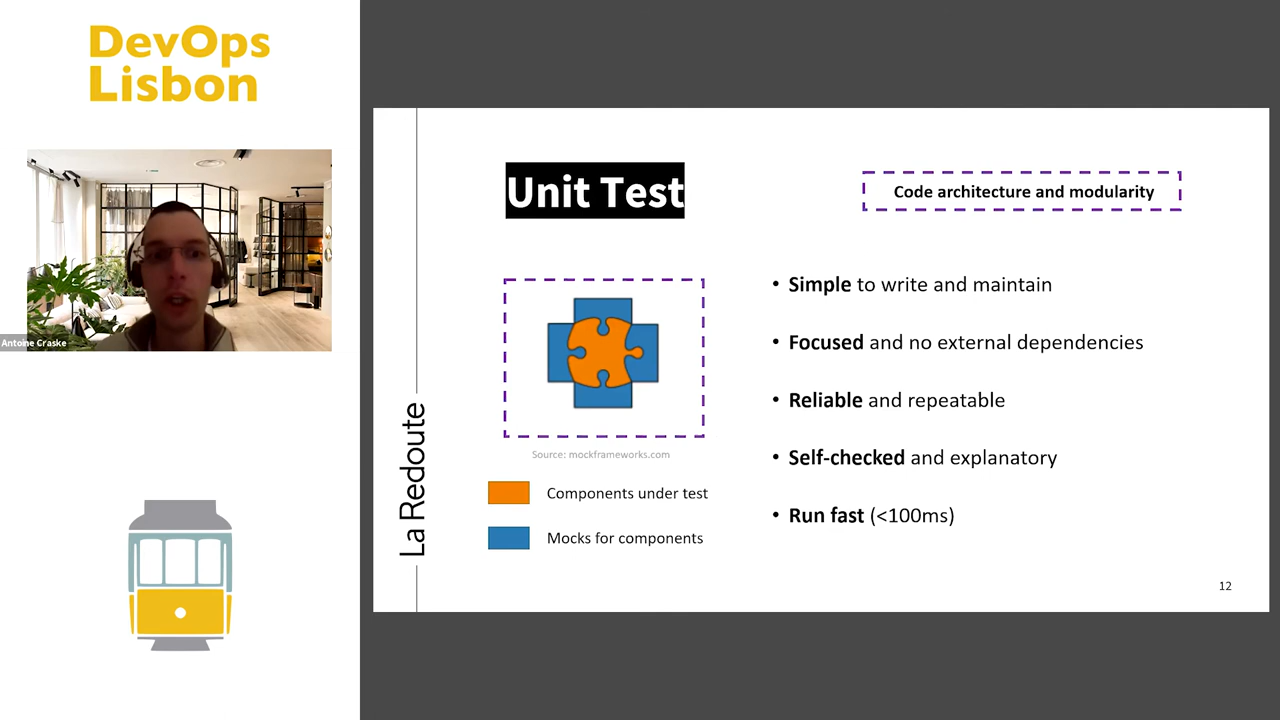 DevOps
Lisbon
Antoine Craske
La Redoute
Unit Test
Code architecture and modularity
Source: mockframeworks.com
Components under test
Mocks for components
• Simple to write and maintain
• Focused and no external dependencies
• Reliable and repeatable
• Self-checked and explanatory
• Run fast (<100ms)
12